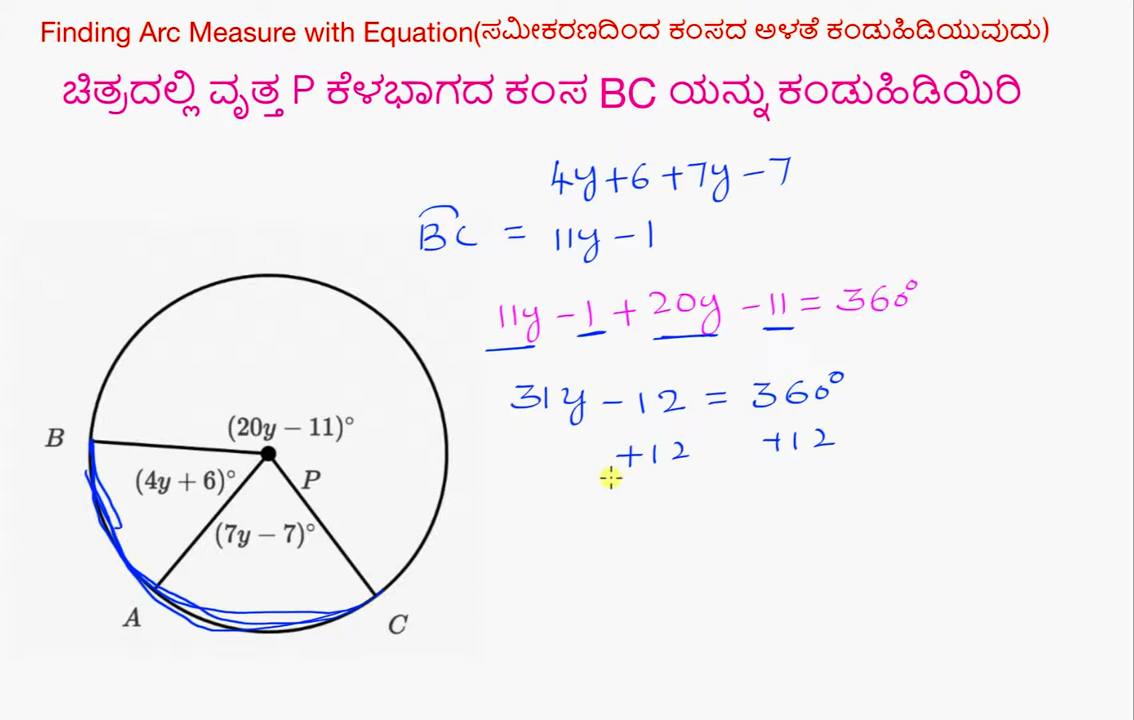 Finding Arc Measure with Equation(ಸಮೀಕರಣದಿಂದ ಕಂಸದ ಅಳತೆ ಕಂಡುಹಿಡಿಯುವುದು)
ಚಿತ್ರದಲ್ಲಿ ವೃತ್ತ P ಕೆಳಭಾಗದ ಕಂಸ BC ಯನ್ನು ಕಂಡುಹಿಡಿಯಿರಿ
4y+6+7y-7
BC = 11y-1
11y-1+20y-11=360°
31y-12=360°
+12 +12
(20y − 11)°
B
(4y + 6)°
P
(7y − 7)°
A
C